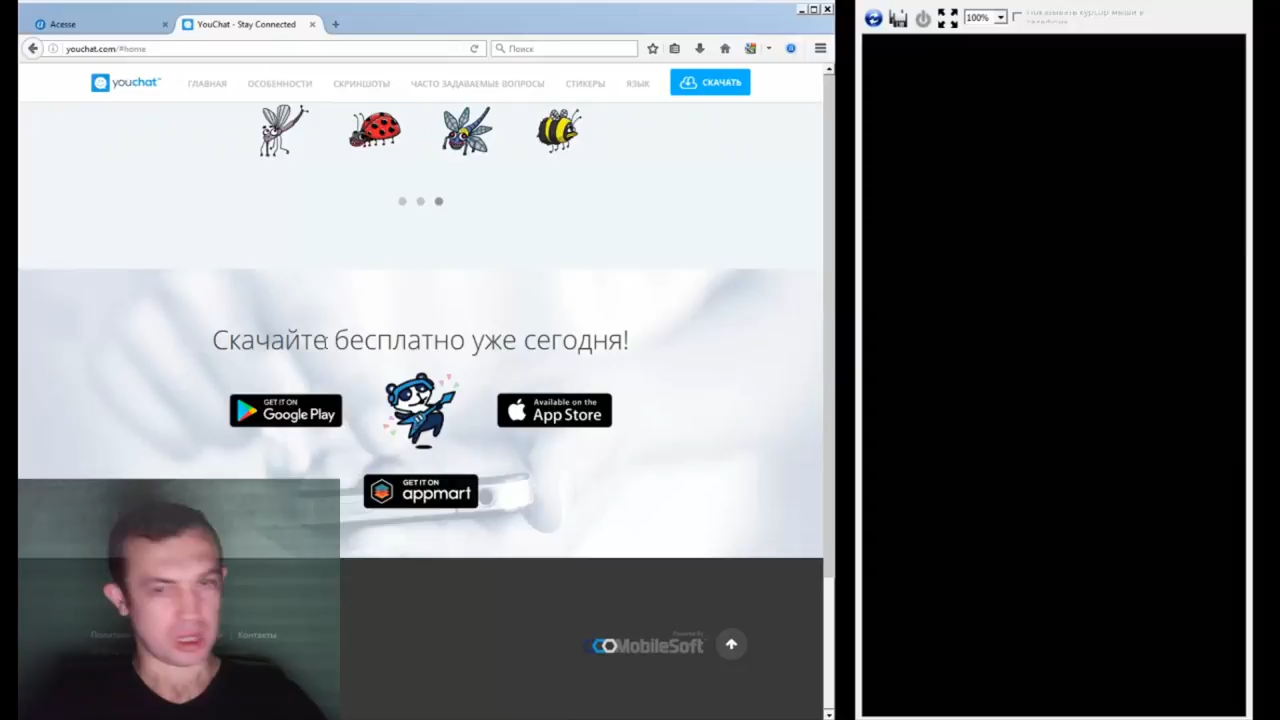 Acesse
YouChat - Stay Connected
youchat.com/#home
Поиск
100%
youchat
ГЛАВНАЯ
ОСОБЕННОСТИ
СКРИНШОТЫ
ЧАСТО ЗАДАВАЕМЫЕ ВОПРОСЫ
СТИКЕРЫ
ЯЗЫК
СКАЧАТЬ
Скачайте бесплатно уже сегодня!
GET IT ON
Google Play
Available on the
App Store
GET IT ON
appmart
Контакты
MobileSoft